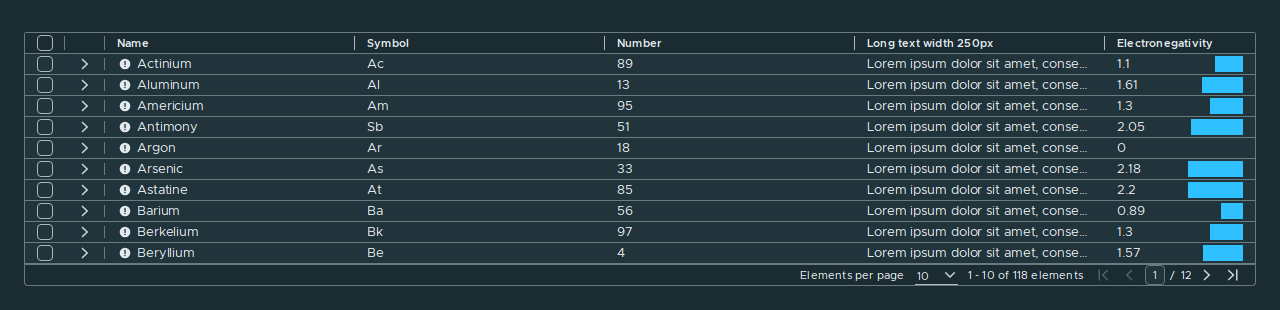 Name Symbol Number Long text width 250px Electronegativity
Actinium Ac 89 Lorem ipsum dolor sit amet, conse... 1.1
Aluminum Al 13 Lorem ipsum dolor sit amet, conse... 1.61
Americium Am 95 Lorem ipsum dolor sit amet, conse... 1.3
Antimony Sb 51 Lorem ipsum dolor sit amet, conse... 2.05
Argon Ar 18 Lorem ipsum dolor sit amet, conse... 0
Arsenic As 33 Lorem ipsum dolor sit amet, conse... 2.18
Astatine At 85 Lorem ipsum dolor sit amet, conse... 2.2
Barium Ba 56 Lorem ipsum dolor sit amet, conse... 0.89
Berkelium Bk 97 Lorem ipsum dolor sit amet, conse... 1.3
Beryllium Be 4 Lorem ipsum dolor sit amet, conse... 1.57
Elements per page 10 1 - 10 of 118 elements 1 / 12